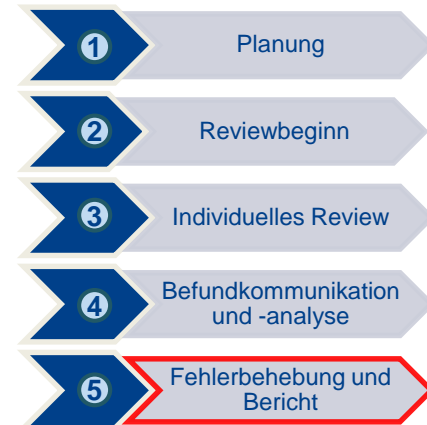 1 Planung
2 Reviewbeginn
3 Individuelles Review
4 Befundkommunikation
und -analyse
5 Fehlerbehebung und
Bericht